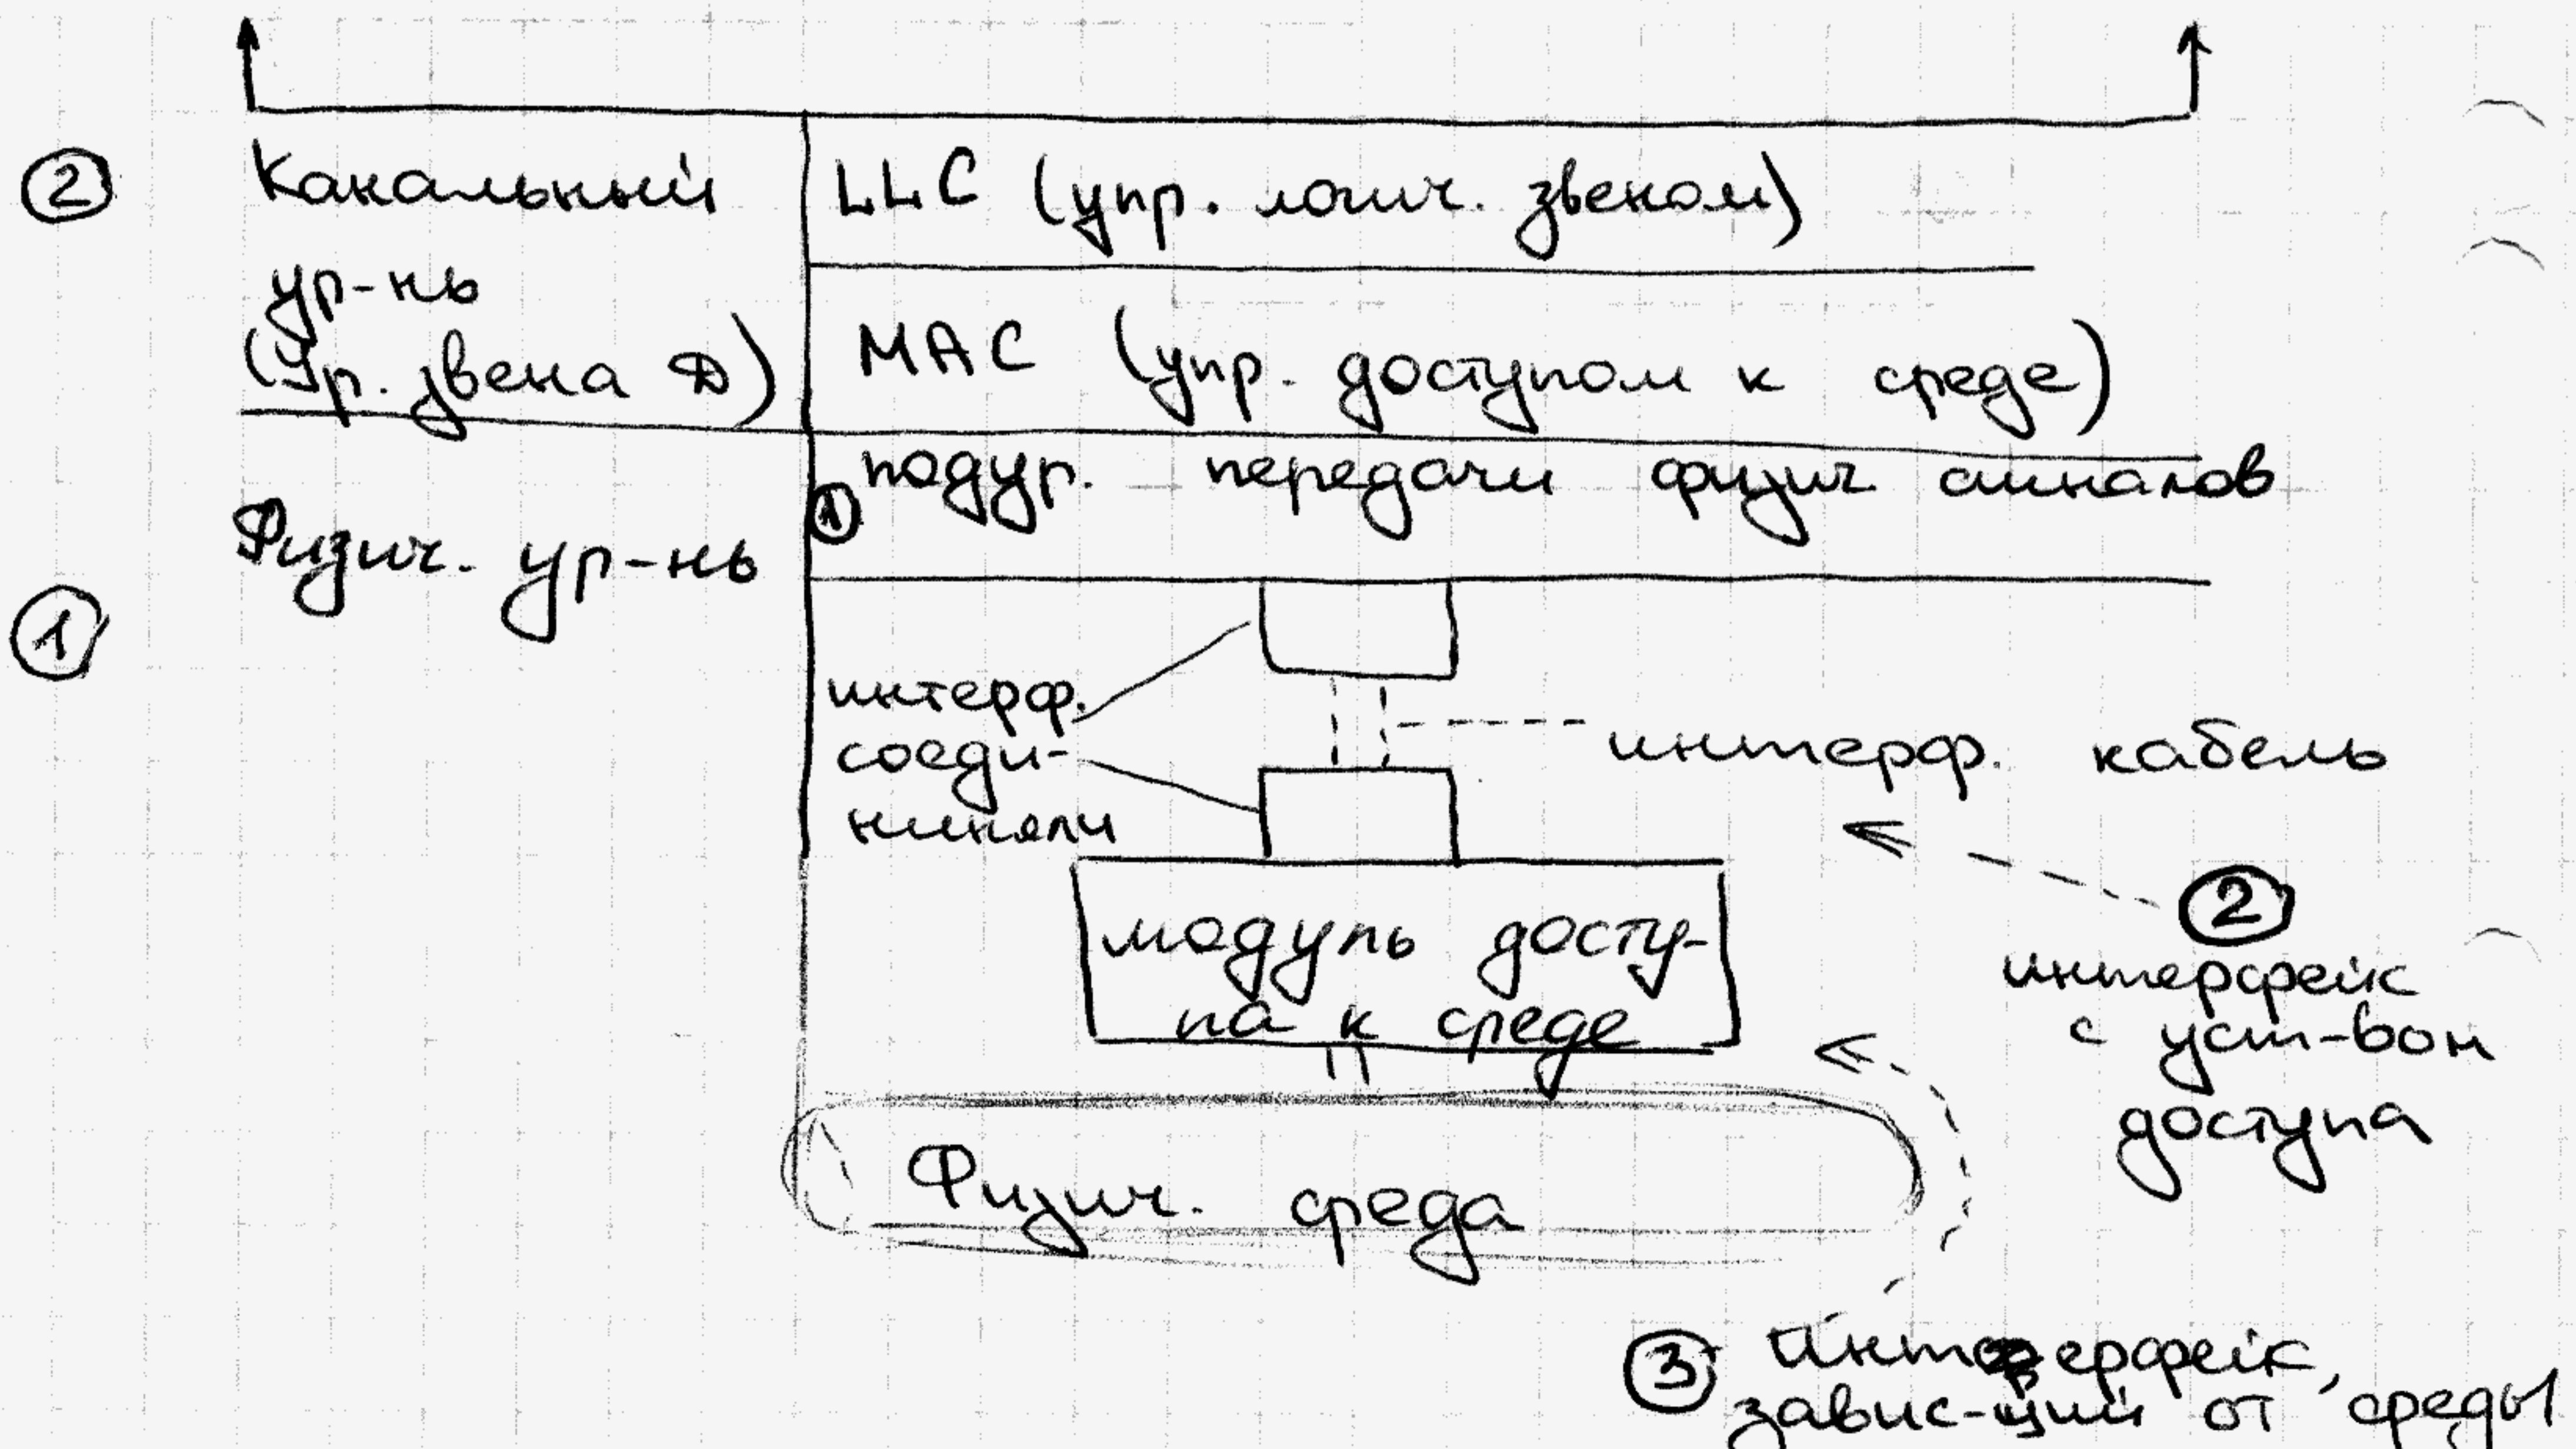 ② Канальный
ур-нь
(Ур. звена Д)
LLC (упр. логич. звеном)
MAC (упр. доступом к среде)
① Физич. ур-нь
① подур. передачи физич сигналов
интерф.
соеди-
нители
интерф. кабель
модуль досту-
па к среде
②
интерфейс
с уст-вом
доступа
Физич. среда
③ Интерфейс,
завис-щий от среды